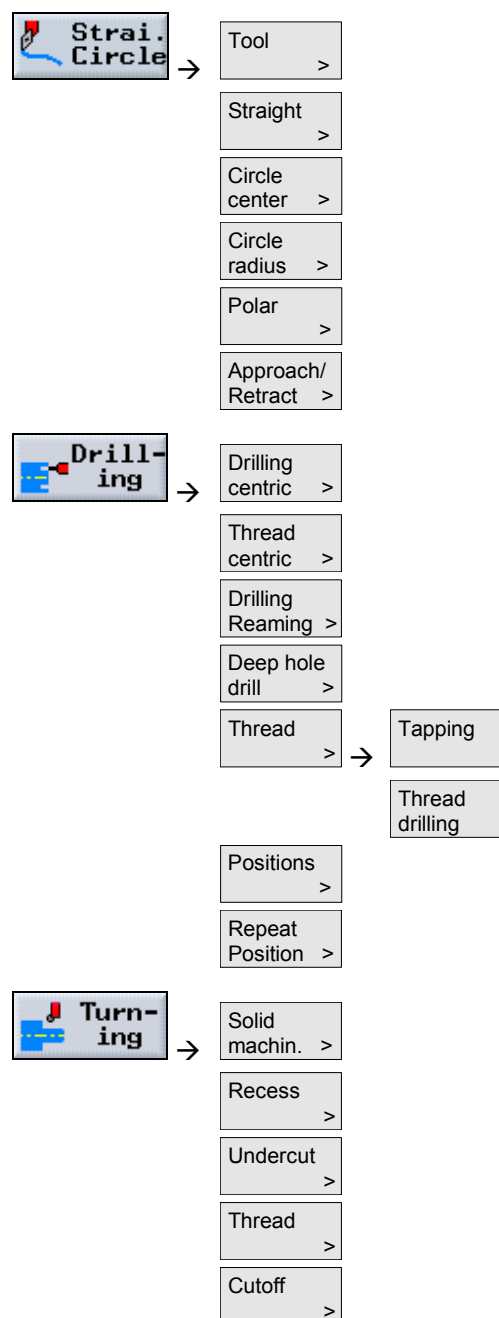 Strai.
Circle
→
Tool
>
Straight
>
Circle
center >
Circle
radius >
Polar
>
Approach/
Retract >
Drill-
ing
→
Drilling
centric >
Thread
centric >
Drilling
Reaming >
Deep hole
drill >
Thread
>
→
Tapping
Thread
drilling
Positions
>
Repeat
Position >
Turn-
ing
→
Solid
machin. >
Recess
>
Undercut
>
Thread
>
Cutoff
>